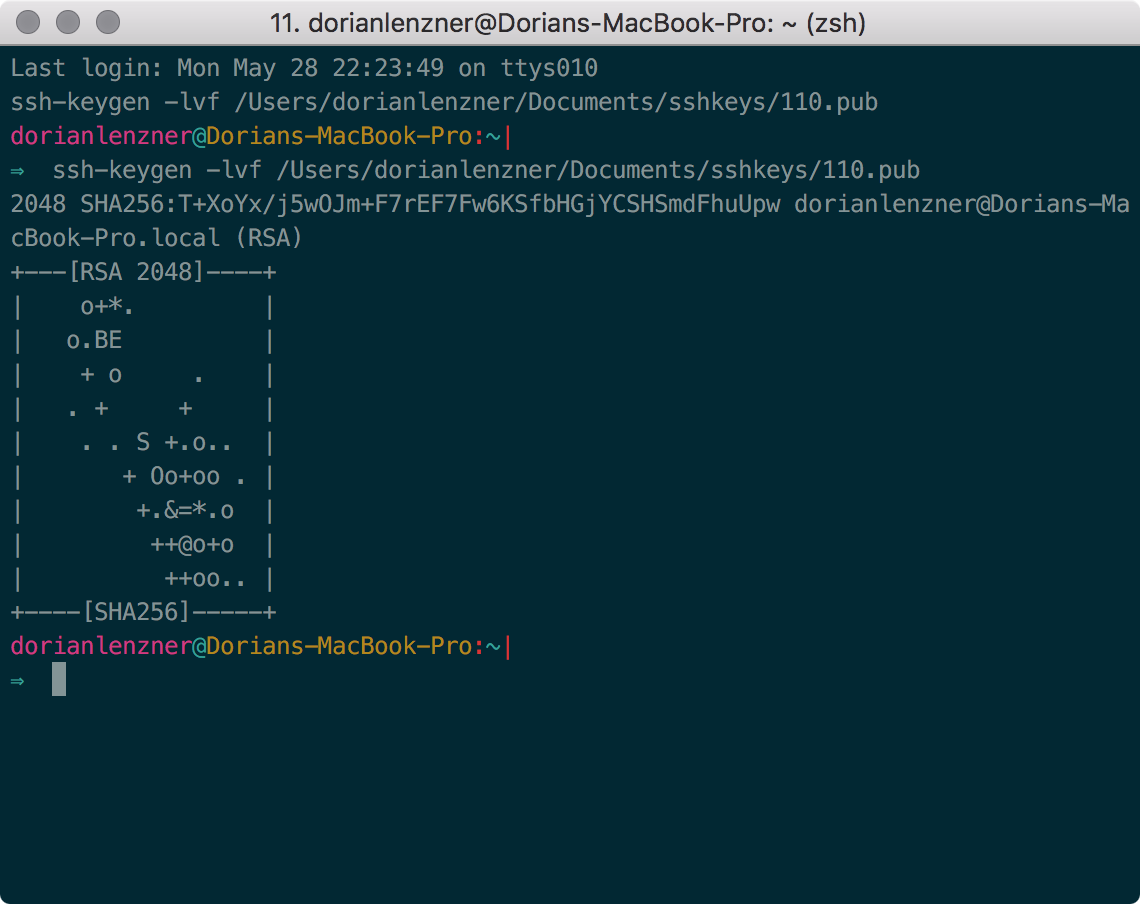 11. dorianlenzner@Dorians-MacBook-Pro: ~ (zsh)
Last login: Mon May 28 22:23:49 on ttys010
ssh-keygen -lvf /Users/dorianlenzner/Documents/sshkeys/110.pub
dorianlenzner@Dorians-MacBook-Pro:~|
⇒  ssh-keygen -lvf /Users/dorianlenzner/Documents/sshkeys/110.pub
2048 SHA256:T+XoYx/j5wOJm+F7rEF7Fw6KSfbHGjYCSHSmdFhuUpw dorianlenzner@Dorians-Ma
cBook-Pro.local (RSA)
+---[RSA 2048]----+
|    o+*.         |
|   o.BE          |
|    + o     .    |
|   . +     +     |
|    . . S +.o..  |
|       + Oo+oo . |
|        +.&=*.o  |
|         ++@o+o  |
|          ++oo.. |
+----[SHA256]-----+
dorianlenzner@Dorians-MacBook-Pro:~|
⇒